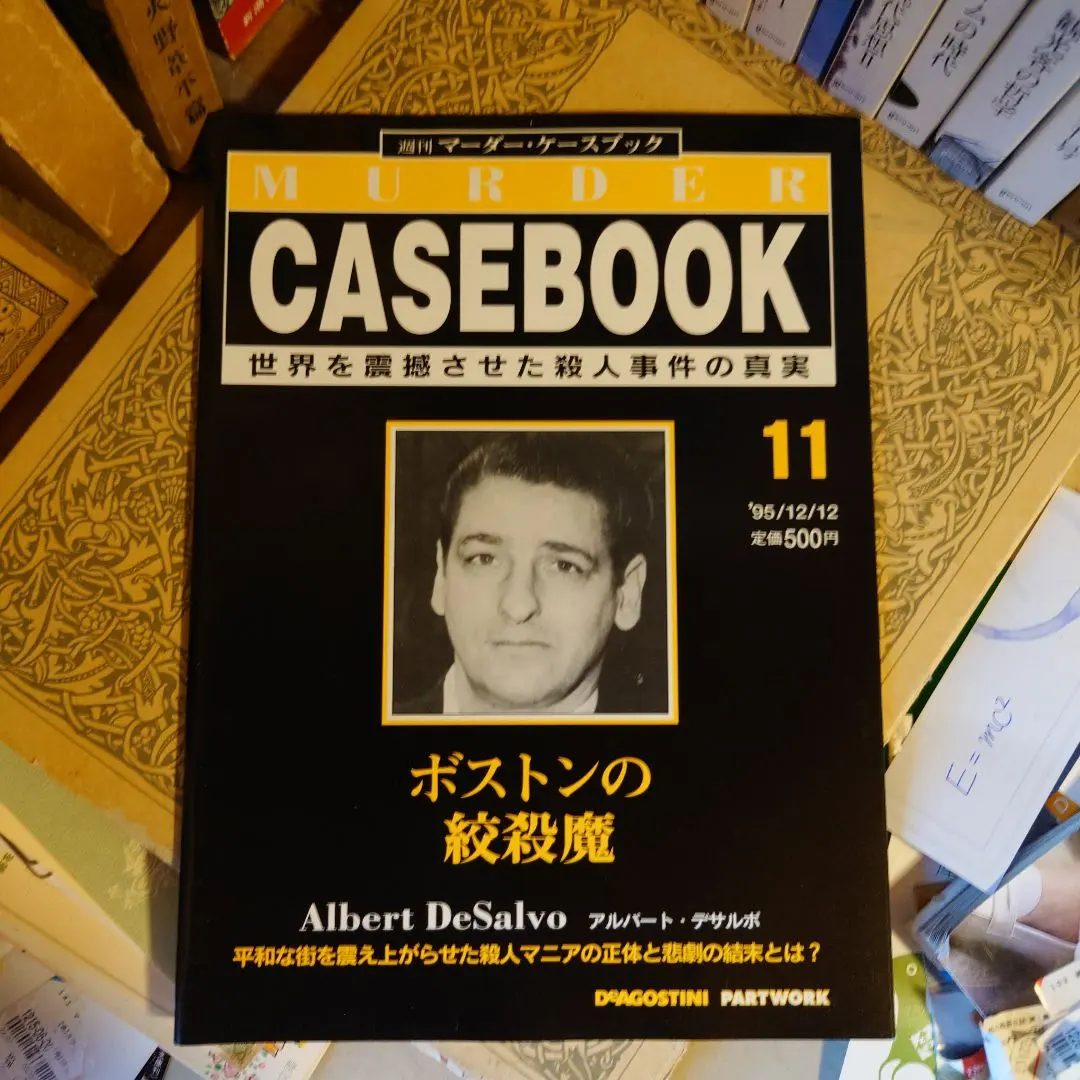 週刊 マーダー・ケースブック
MURDER
CASEBOOK
世界を震撼させた殺人事件の真実
11
'95/12/12
定価500円
ボストンの
絞殺魔
Albert DeSalvo アルバート・デサルボ
平和な街を震え上がらせた殺人マニアの正体と悲劇の結末とは?
DeAGOSTINI PARTWORK
E=mc²